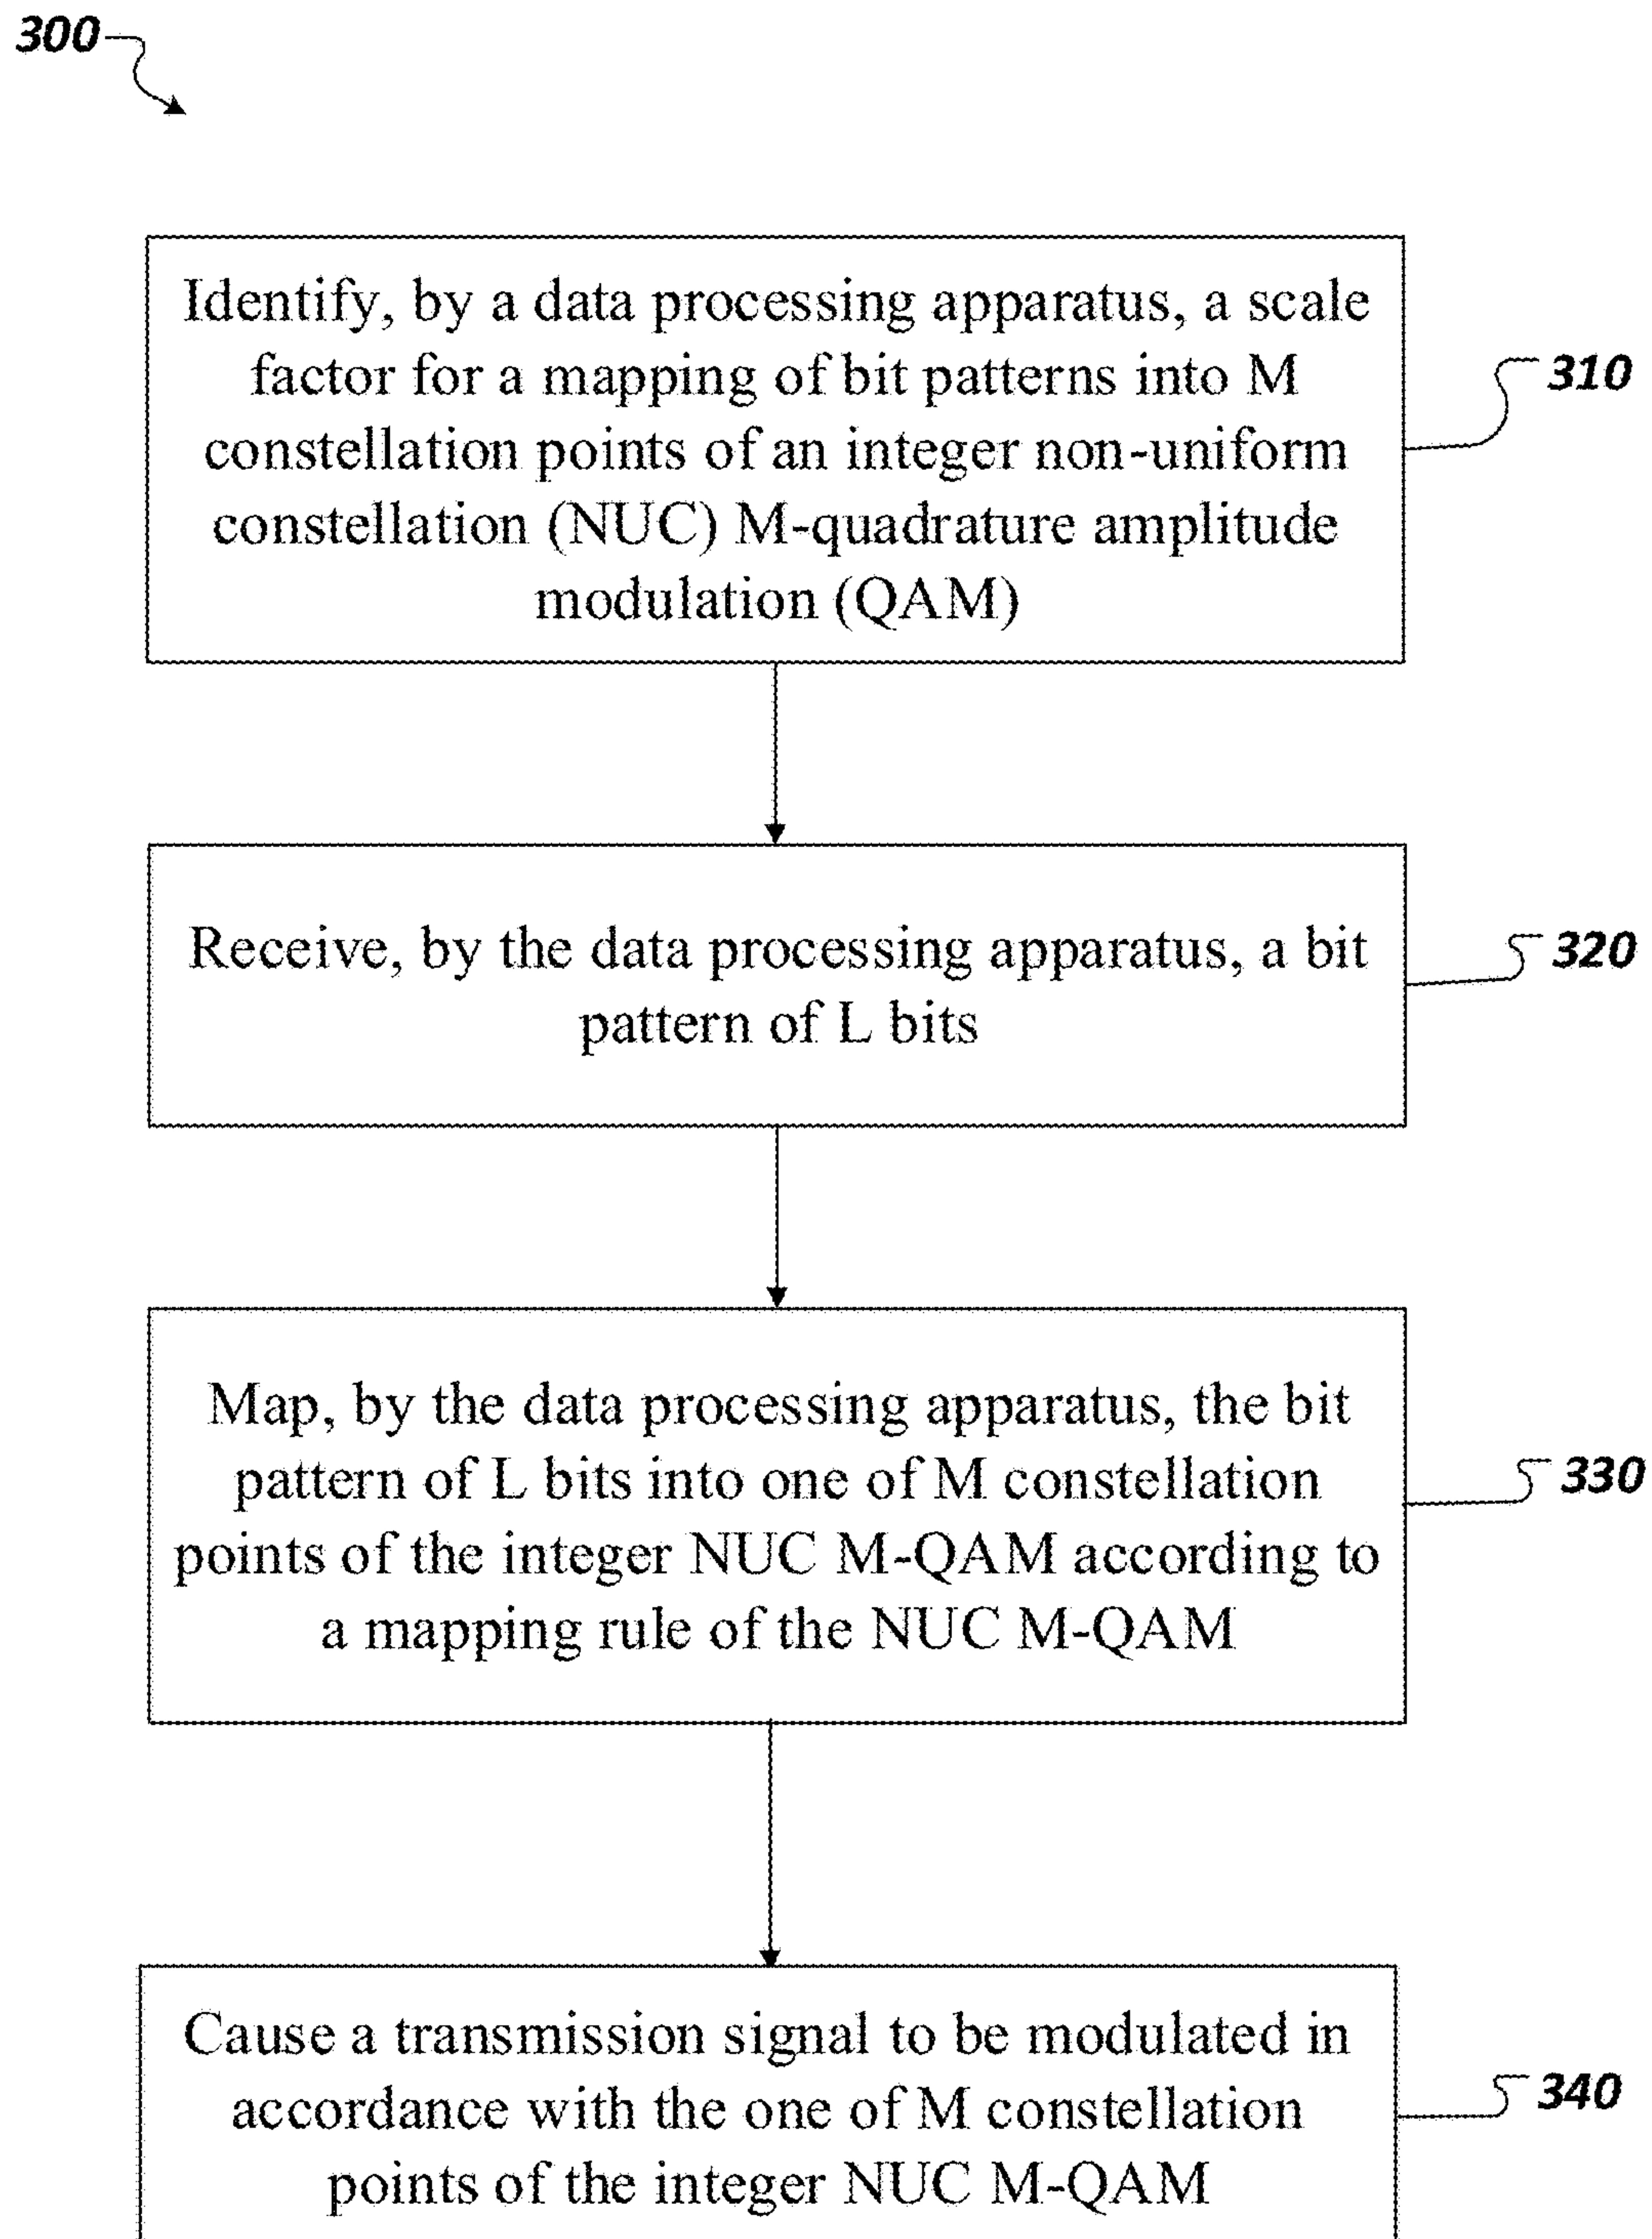 300
Identify, by a data processing apparatus, a scale
factor for a mapping of bit patterns into M
constellation points of an integer non-uniform
constellation (NUC) M-quadrature amplitude
modulation (QAM)
310
Receive, by the data processing apparatus, a bit
pattern of L bits
320
Map, by the data processing apparatus, the bit
pattern of L bits into one of M constellation
points of the integer NUC M-QAM according to
a mapping rule of the NUC M-QAM
330
Cause a transmission signal to be modulated in
accordance with the one of M constellation
points of the integer NUC M-QAM
340